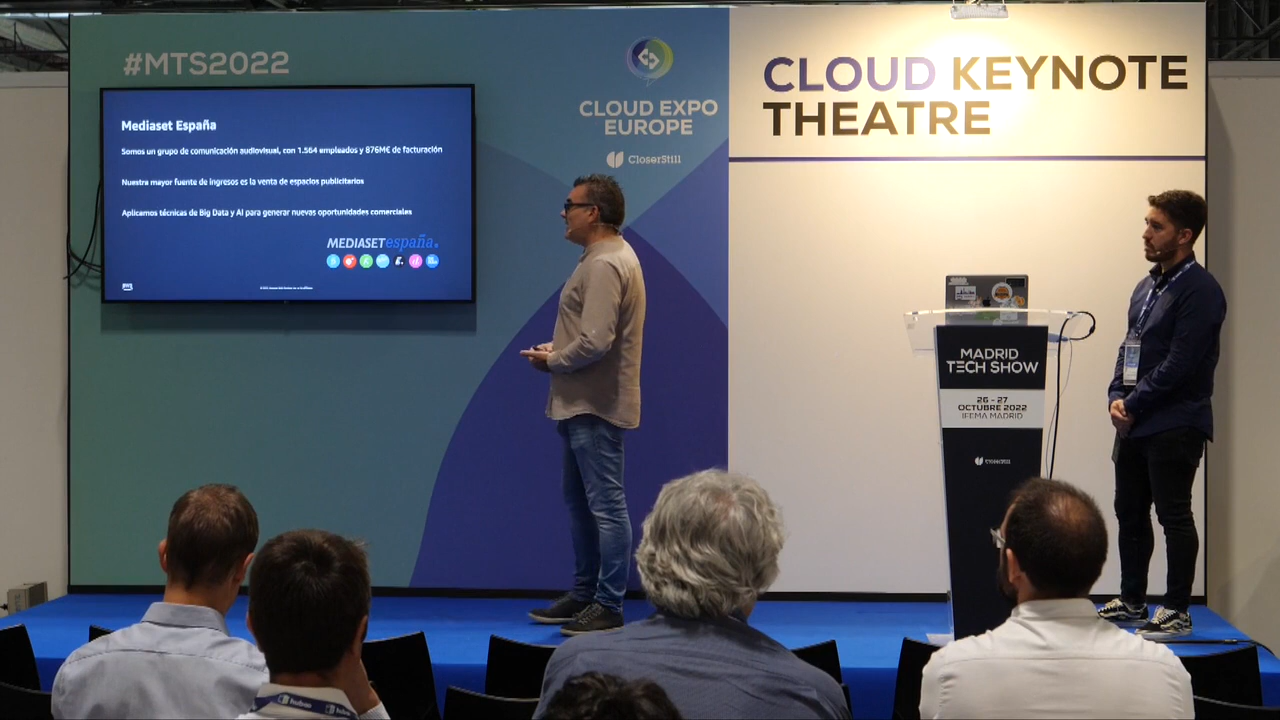 #MTS2022
Mediaset España
Somos un grupo de comunicación audiovisual, con 1.564 empleados y 876M€ de facturación
Nuestra mayor fuente de ingresos es la venta de espacios publicitarios
Aplicamos técnicas de Big Data y AI para generar nuevas oportunidades comerciales
MEDIASETespaña.
aws
CLOUD EXPO
EUROPE
CloserStill
CLOUD KEYNOTE
THEATRE
MADRID
TECH SHOW
26 - 27
OCTUBRE 2022
IFEMA MADRID
CloserStill